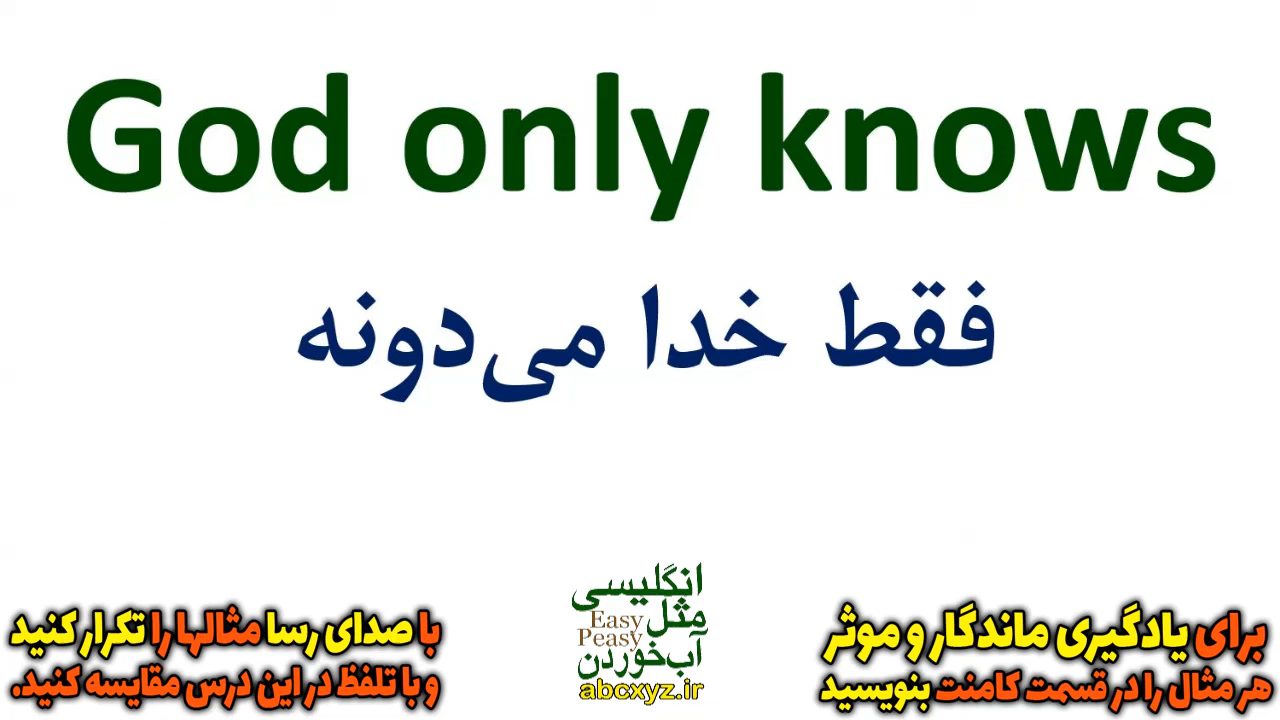 God only knows
فقط خدا می‌دونه
برای یادگیری ماندگار و موثر
هر مثال را در قسمت کامنت بنویسید
انگلیسی
مثل Easy
Peasy
آب‌خوردن
abcxyz.ir
با صدای رسا مثالها را تکرار کنید
و با تلفظ در این درس مقایسه کنید.